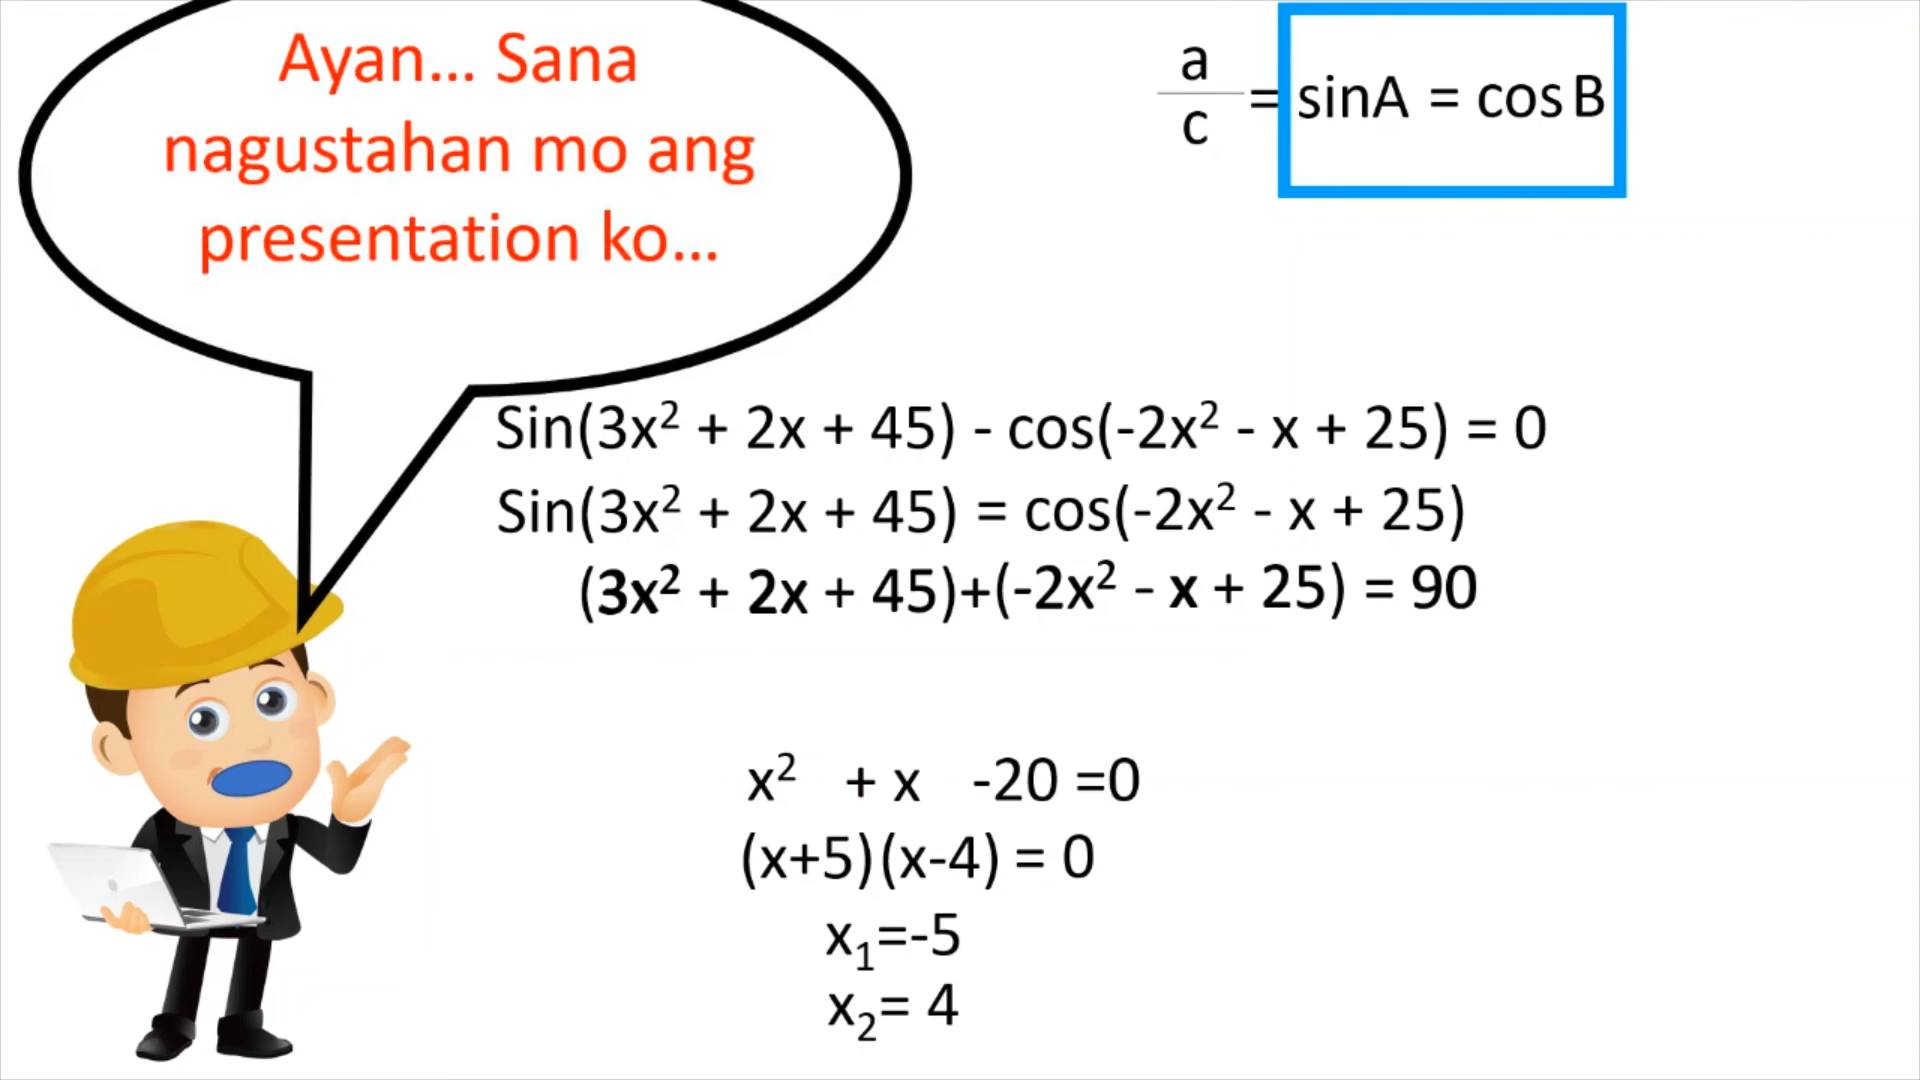 Ayan... Sana
nagustahan mo ang
presentation ko...
a/c = sinA = cos B
Sin(3x² + 2x + 45) - cos(-2x² - x + 25) = 0
Sin(3x² + 2x + 45) = cos(-2x² - x + 25)
(3x² + 2x + 45)+(-2x² - x + 25) = 90
x² + x -20 =0
(x+5)(x-4) = 0
x₁=-5
x₂= 4